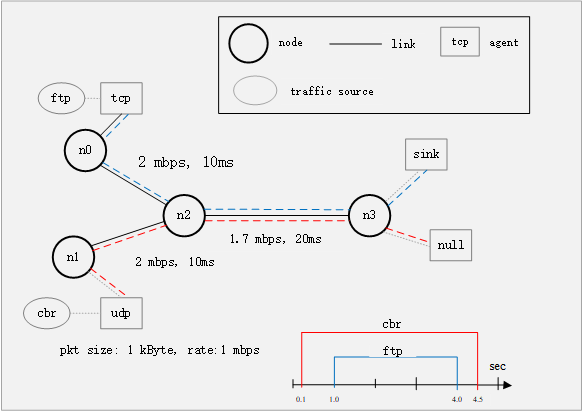 node
link
tcp
agent
traffic source
ftp
tcp
n0
2 mbps, 10ms
sink
n2
n3
1.7 mbps, 20ms
null
n1
2 mbps, 10ms
cbr
udp
pkt size: 1 kByte, rate:1 mbps
cbr
ftp
sec
0.1
1.0
4.0
4.5